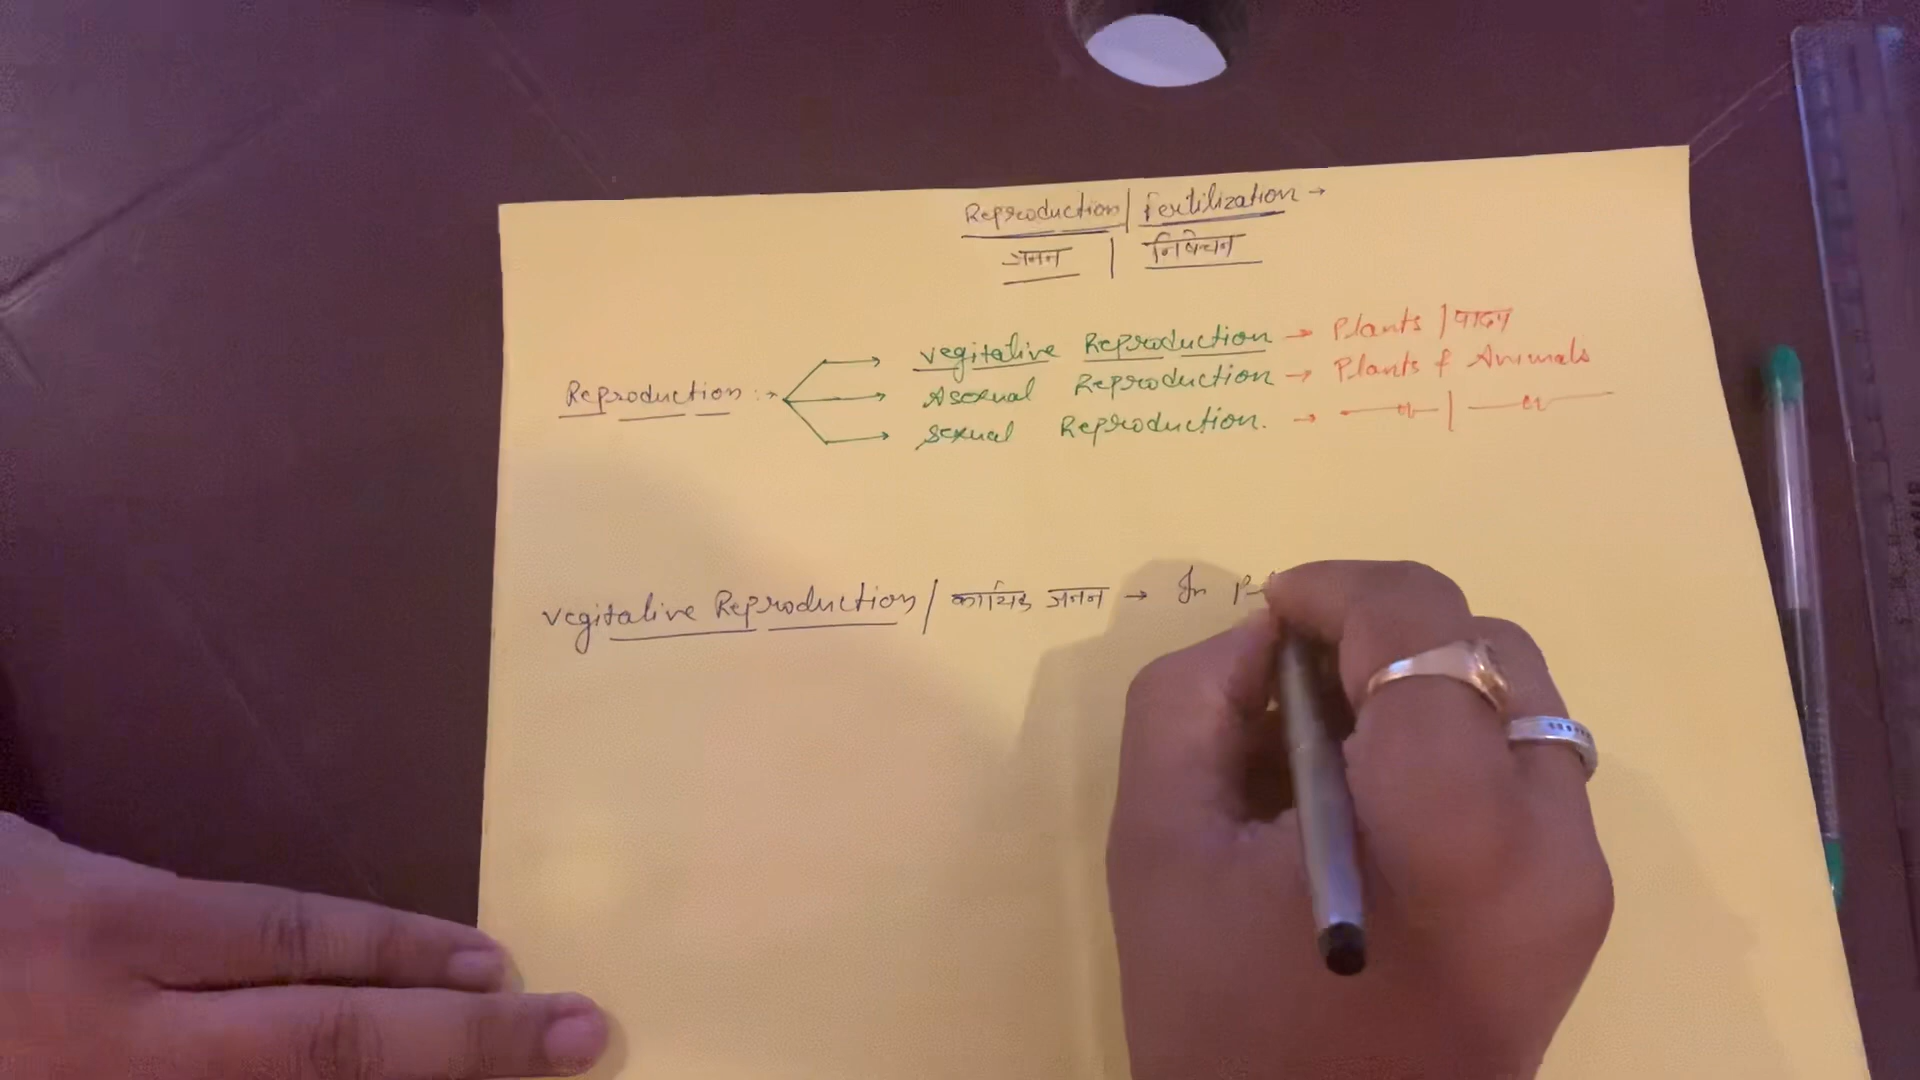 Reproduction | Fertilization →
जनन | निषेचन
vegitative Reproduction → Plants | पादप
Asexual Reproduction → Plants & Animals
Reproduction :→
Sexual Reproduction. → —〃— | —〃—
vegitative Reproduction / कायिक जनन → In